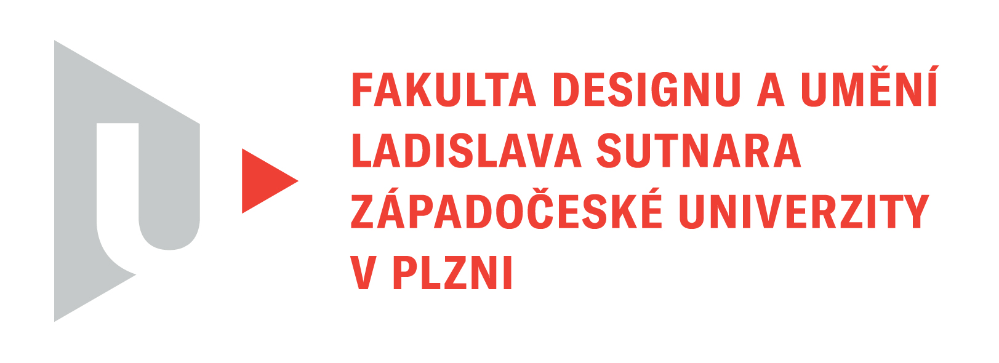 FAKULTA DESIGNU A UMĚNÍ
LADISLAVA SUTNARA
ZÁPADOČESKÉ UNIVERZITY
V PLZNI